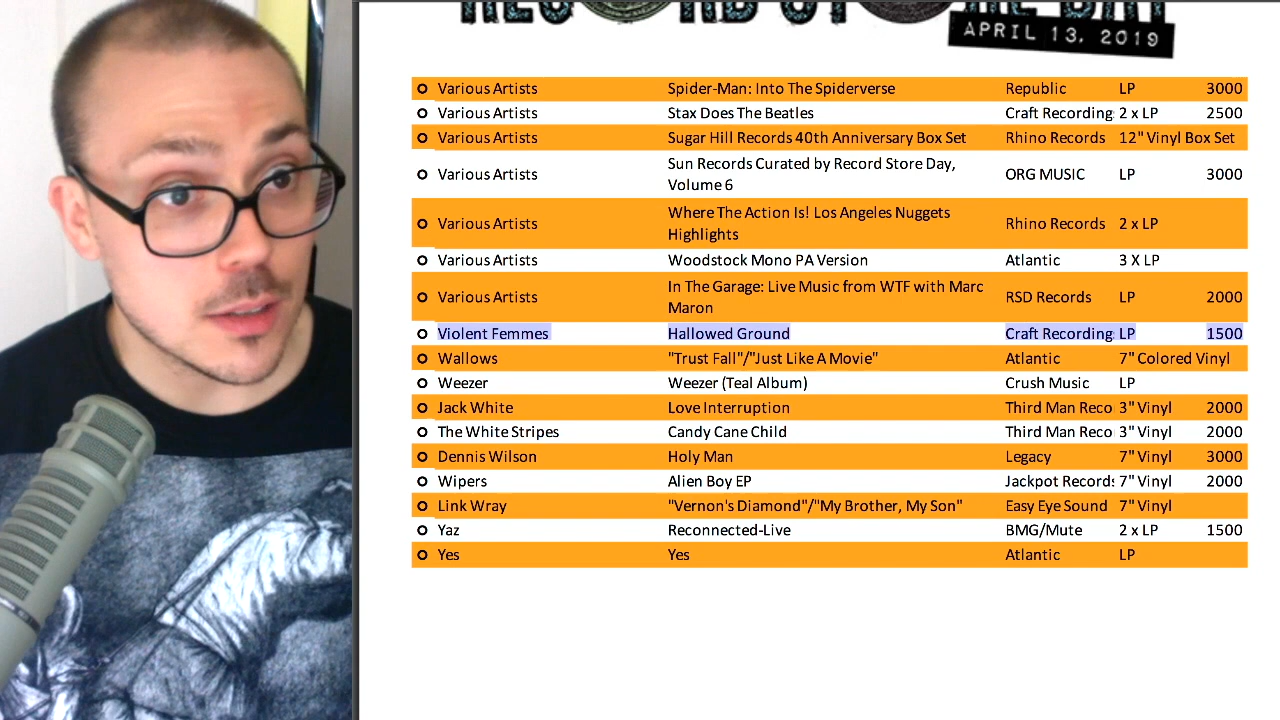 RECORD STORE DAY
APRIL 13, 2019
Various Artists Spider-Man: Into The Spiderverse Republic LP 3000
Various Artists Stax Does The Beatles Craft Recording 2 x LP 2500
Various Artists Sugar Hill Records 40th Anniversary Box Set Rhino Records 12" Vinyl Box Set
Various Artists Sun Records Curated by Record Store Day, ORG MUSIC LP 3000
Volume 6
Various Artists Where The Action Is! Los Angeles Nuggets Rhino Records 2 x LP
Highlights
Various Artists Woodstock Mono PA Version Atlantic 3 X LP
Various Artists In The Garage: Live Music from WTF with Marc RSD Records LP 2000
Maron
Violent Femmes Hallowed Ground Craft Recording LP 1500
Wallows "Trust Fall"/"Just Like A Movie" Atlantic 7" Colored Vinyl
Weezer Weezer (Teal Album) Crush Music LP
Jack White Love Interruption Third Man Reco 3" Vinyl 2000
The White Stripes Candy Cane Child Third Man Reco 3" Vinyl 2000
Dennis Wilson Holy Man Legacy 7" Vinyl 3000
Wipers Alien Boy EP Jackpot Records 7" Vinyl 2000
Link Wray "Vernon's Diamond"/"My Brother, My Son" Easy Eye Sound 7" Vinyl
Yaz Reconnected-Live BMG/Mute 2 x LP 1500
Yes Yes Atlantic LP